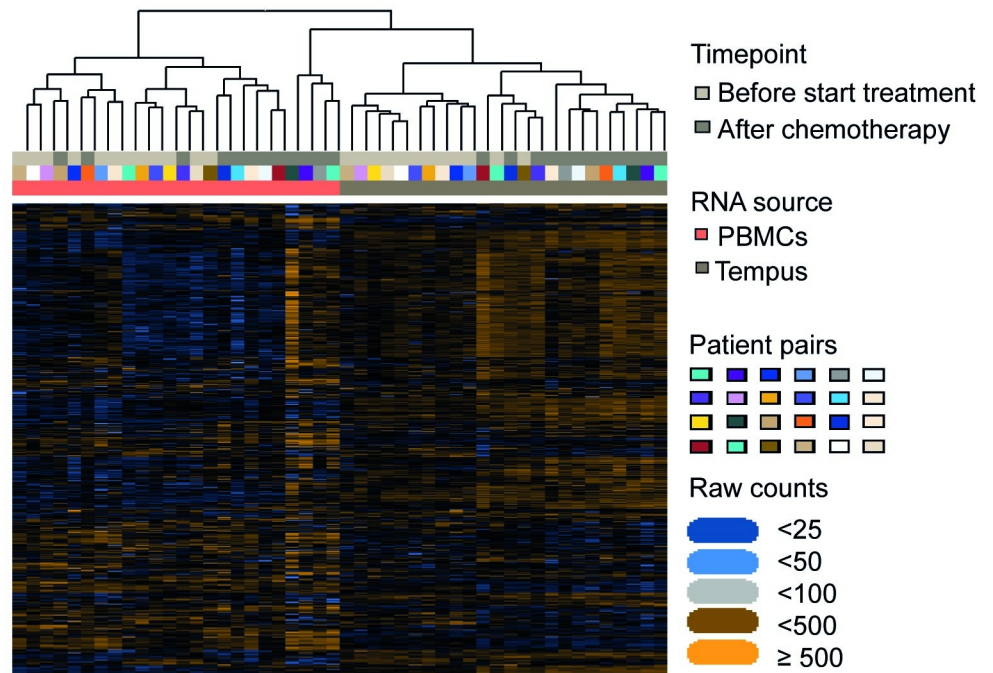 Timepoint
Before start treatment
After chemotherapy
RNA source
PBMCs
Tempus
Patient pairs
Raw counts
<25
<50
<100
<500
≥ 500